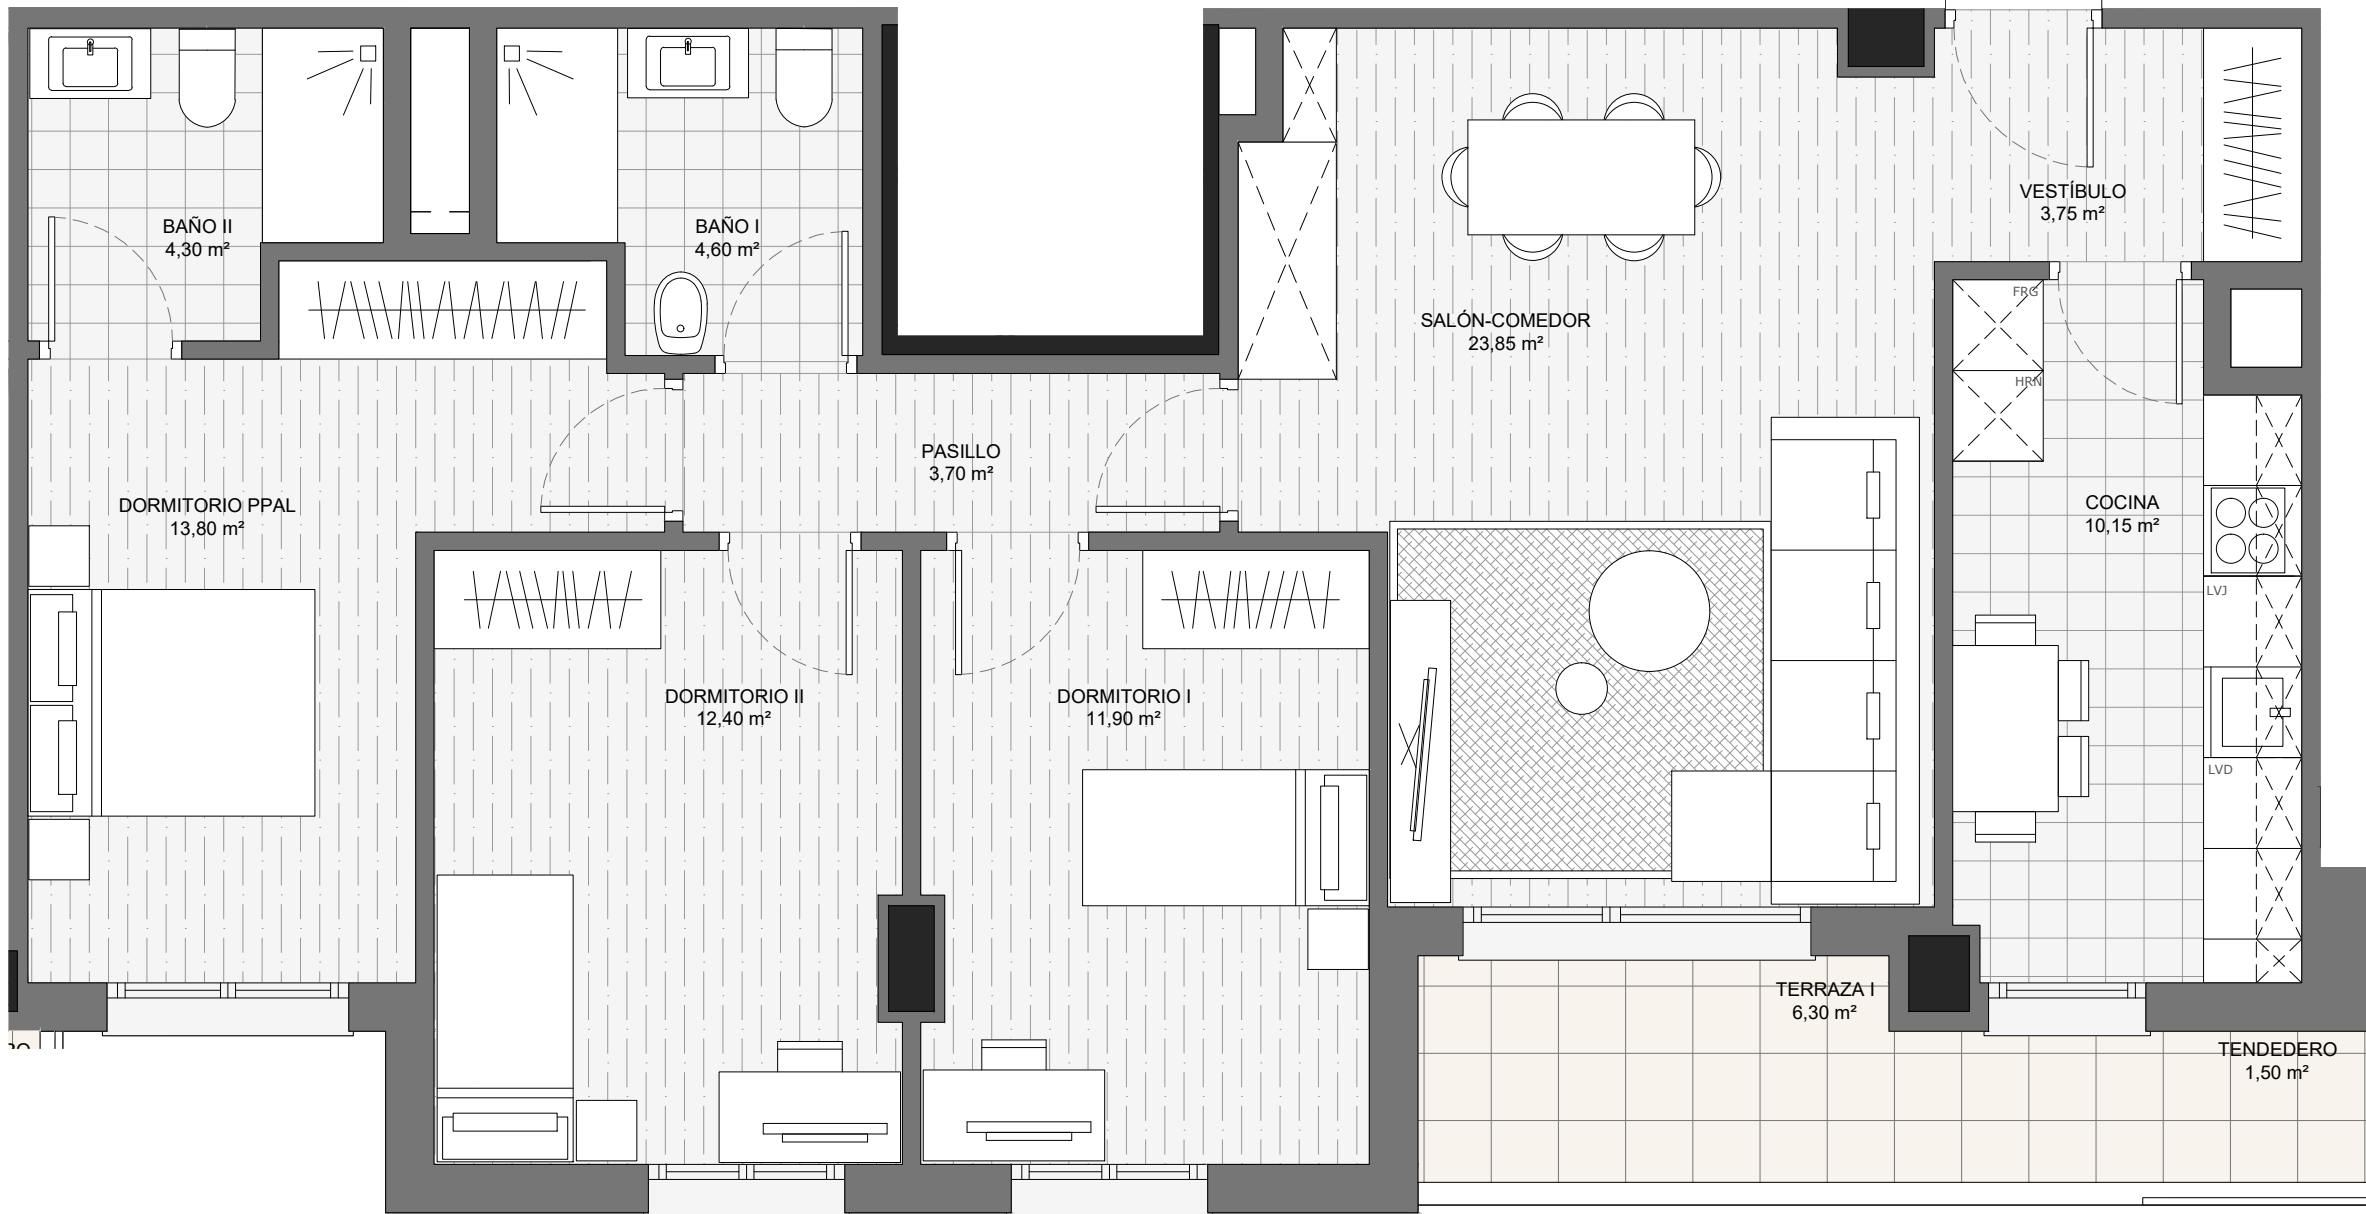 BAÑO II
4,30 m²
BAÑO I
4,60 m²
VESTÍBULO
3,75 m²
FRG
SALÓN-COMEDOR
23,85 m²
HRN
PASILLO
3,70 m²
DORMITORIO PPAL
13,80 m²
COCINA
10,15 m²
LVJ
DORMITORIO II
12,40 m²
DORMITORIO I
11,90 m²
LVD
TERRAZA I
6,30 m²
TENDEDERO
1,50 m²